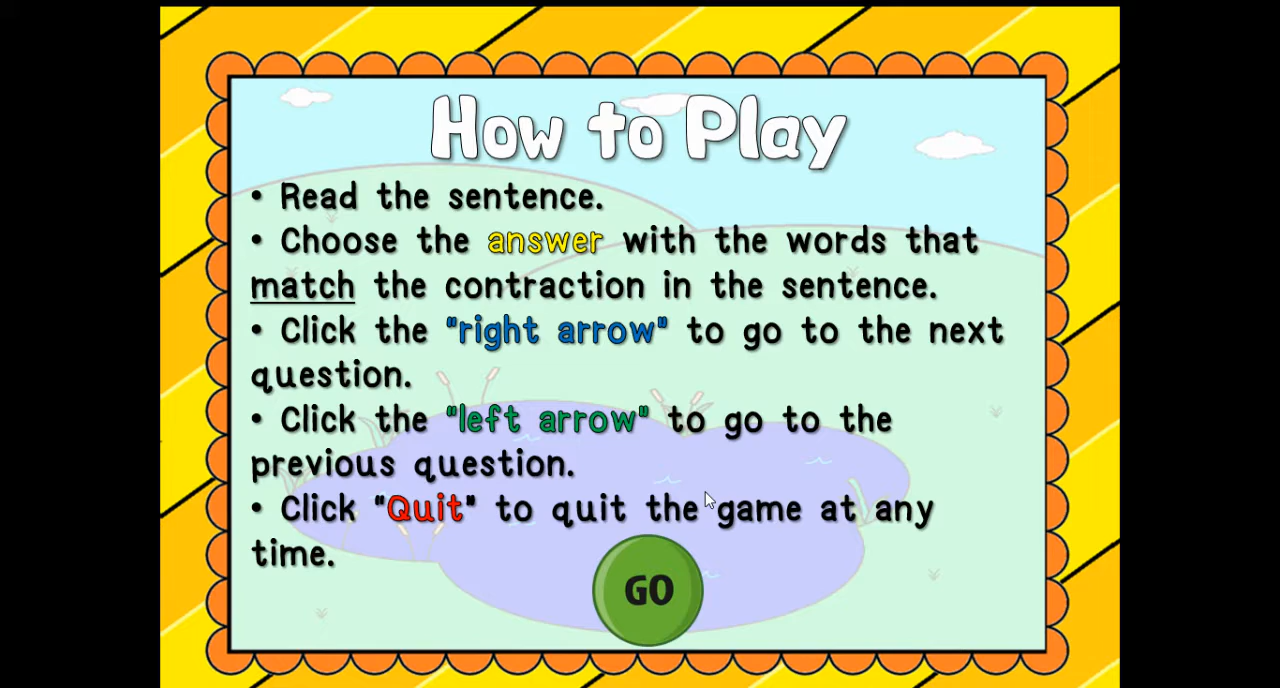 How to Play
• Read the sentence.
• Choose the answer with the words that
match the contraction in the sentence.
• Click the "right arrow" to go to the next
question.
• Click the "left arrow" to go to the
previous question.
• Click "Quit" to quit the game at any
time.
GO